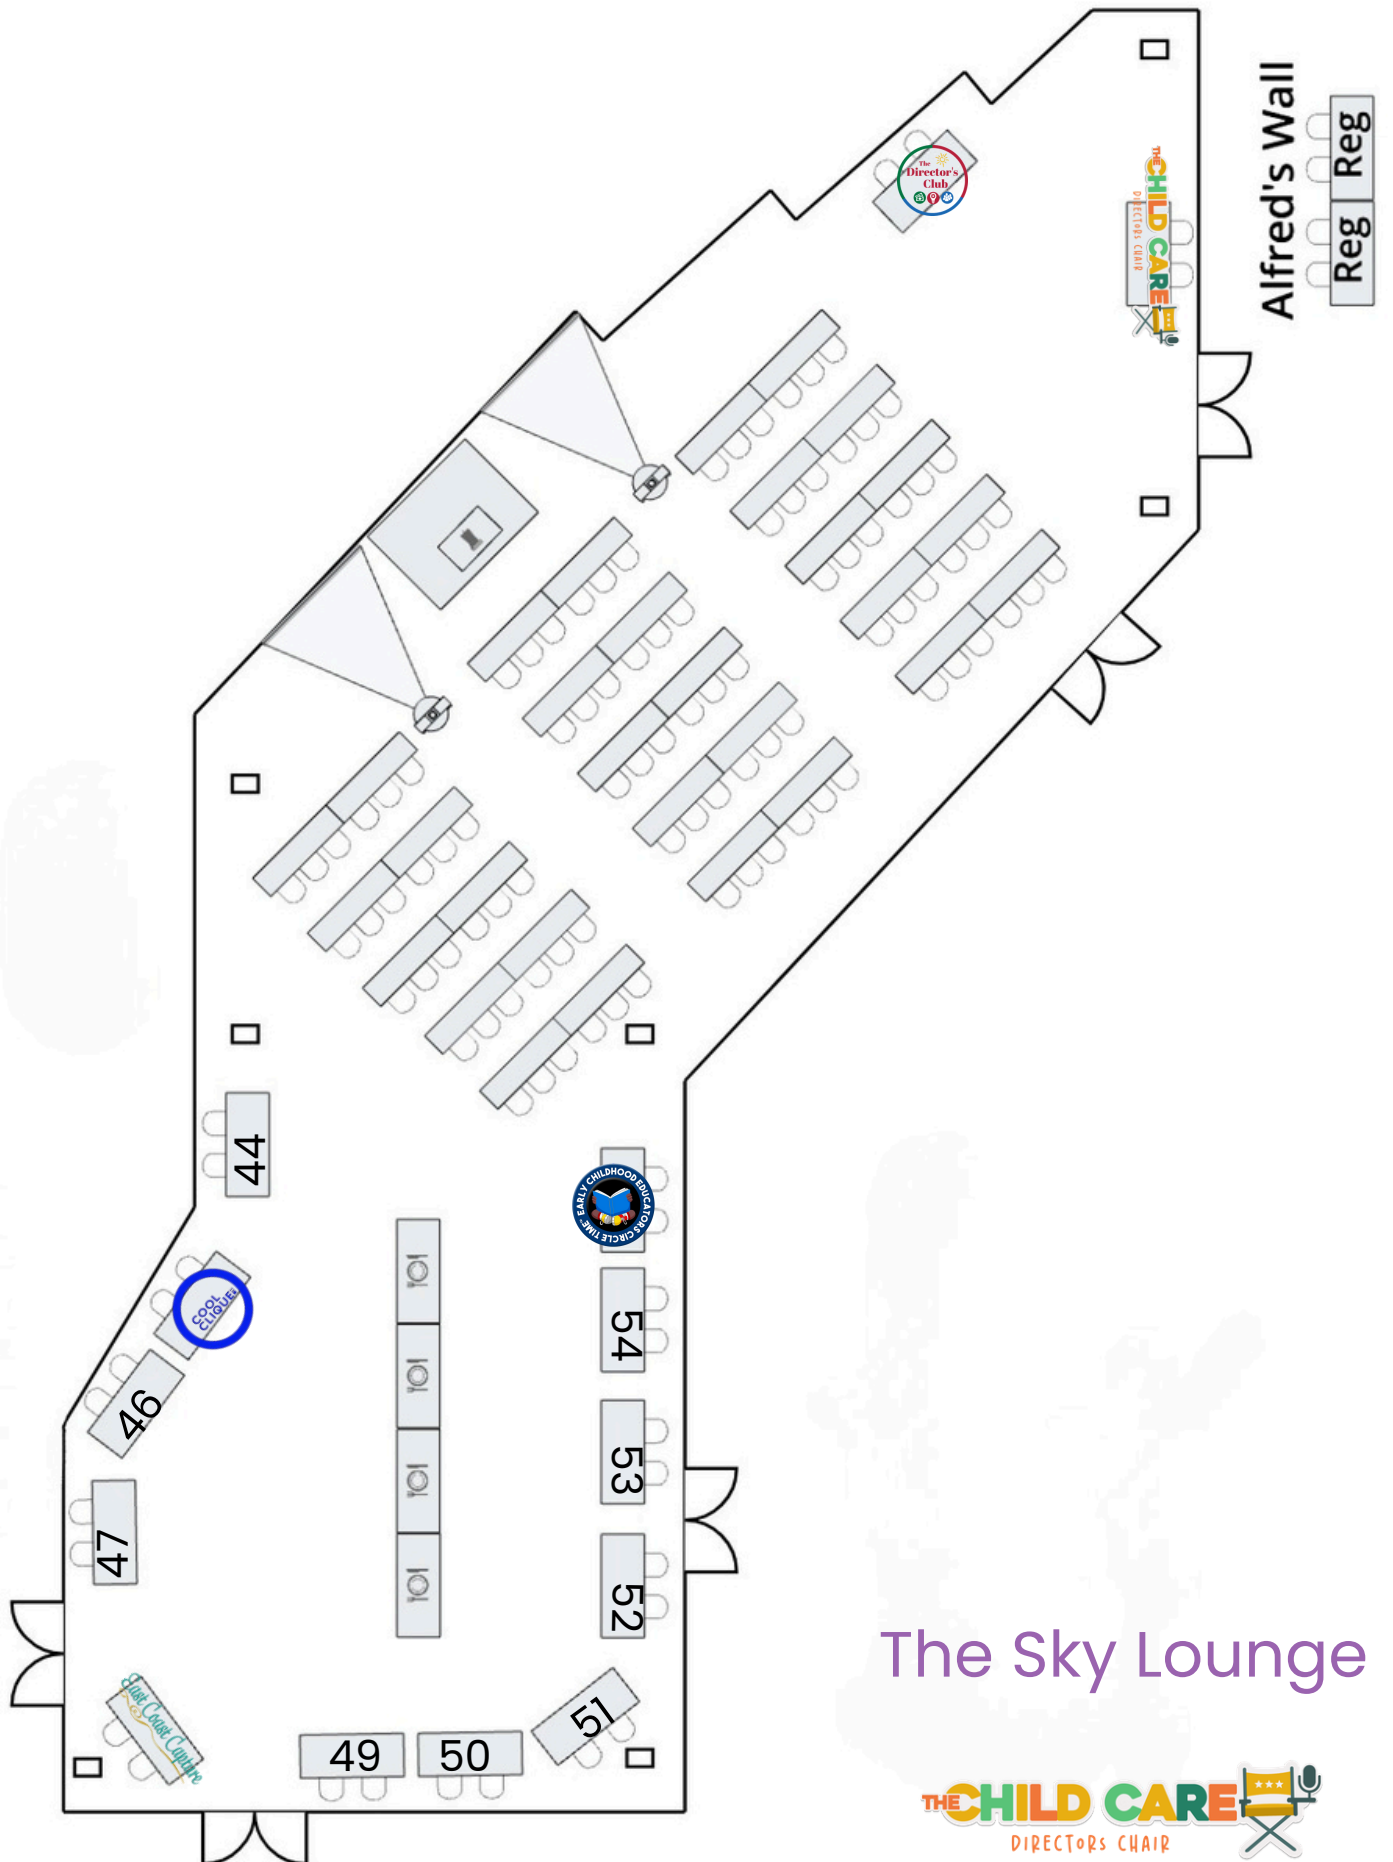 The
Director's
Club
THE CHILD CARE
DIRECTORS CHAIR
Alfred's Wall
Reg
Reg
44
EARLY CHILDHOOD EDUCATORS
CIRCLE TIME
COOL
CLIQUE
54
46
53
47
52
East Coast Capture
51
49
50
The Sky Lounge
THE CHILD CARE
DIRECTORS CHAIR